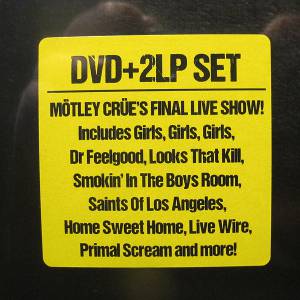 DVD+2LP SET
MÖTLEY CRÜE'S FINAL LIVE SHOW!
Includes Girls, Girls, Girls,
Dr Feelgood, Looks That Kill,
Smokin' In The Boys Room,
Saints Of Los Angeles,
Home Sweet Home, Live Wire,
Primal Scream and more!